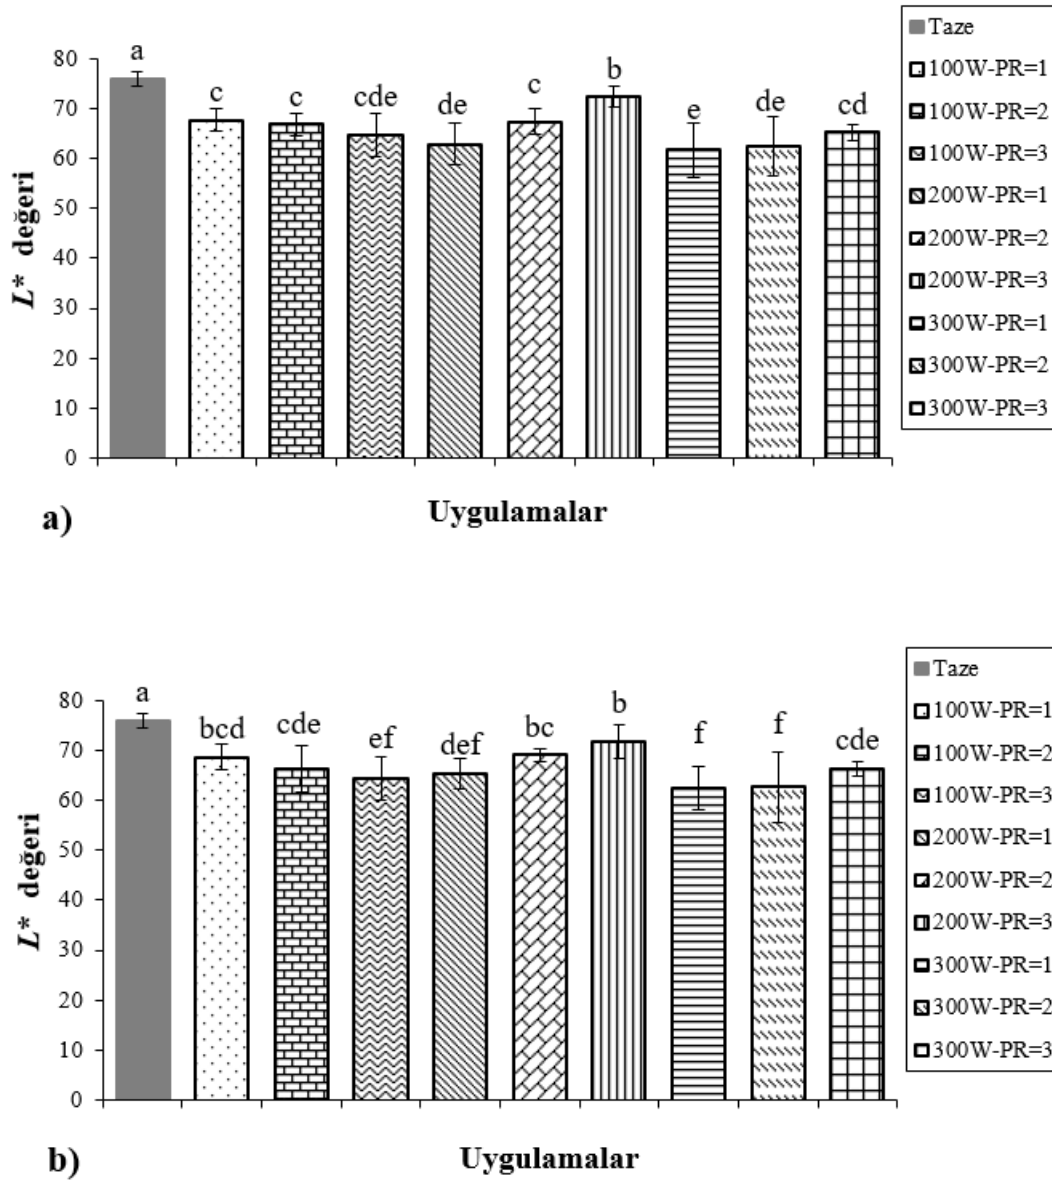 Taze
100W-PR=1
100W-PR=2
100W-PR=3
200W-PR=1
200W-PR=2
200W-PR=3
300W-PR=1
300W-PR=2
300W-PR=3
a c c cde de c b e de cd
80
70
60
50
40
30
20
10
0
L* değeri
Uygulamalar
a)
Taze
100W-PR=1
100W-PR=2
100W-PR=3
200W-PR=1
200W-PR=2
200W-PR=3
300W-PR=1
300W-PR=2
300W-PR=3
a bcd cde ef def bc b f f cde
80
70
60
50
40
30
20
10
0
L* değeri
Uygulamalar
b)